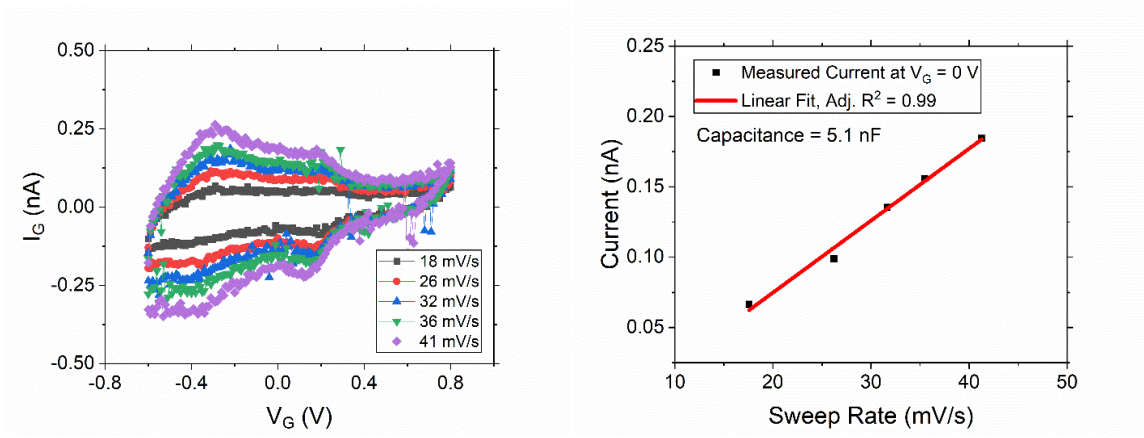 0.50
0.25
0.00
-0.25
-0.50
I_G (nA)
18 mV/s
26 mV/s
32 mV/s
36 mV/s
41 mV/s
-0.8
-0.4
0.0
0.4
0.8
V_G (V)
0.25
0.20
0.15
0.10
0.05
Current (nA)
Measured Current at V_G = 0 V
Linear Fit, Adj. R² = 0.99
Capacitance = 5.1 nF
10
20
30
40
50
Sweep Rate (mV/s)